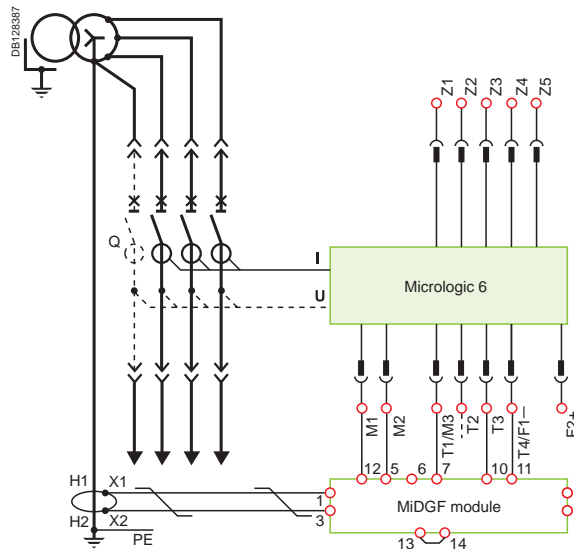 DB128387
Z1
Z2
Z3
Z4
Z5
Q
I
U
Micrologic 6
M1
M2
T1/M3
T2
T3
T4/F1—
F2+
12
5
6
7
10
11
H1
X1
1
MiDGF module
H2
X2
3
PE
13
14